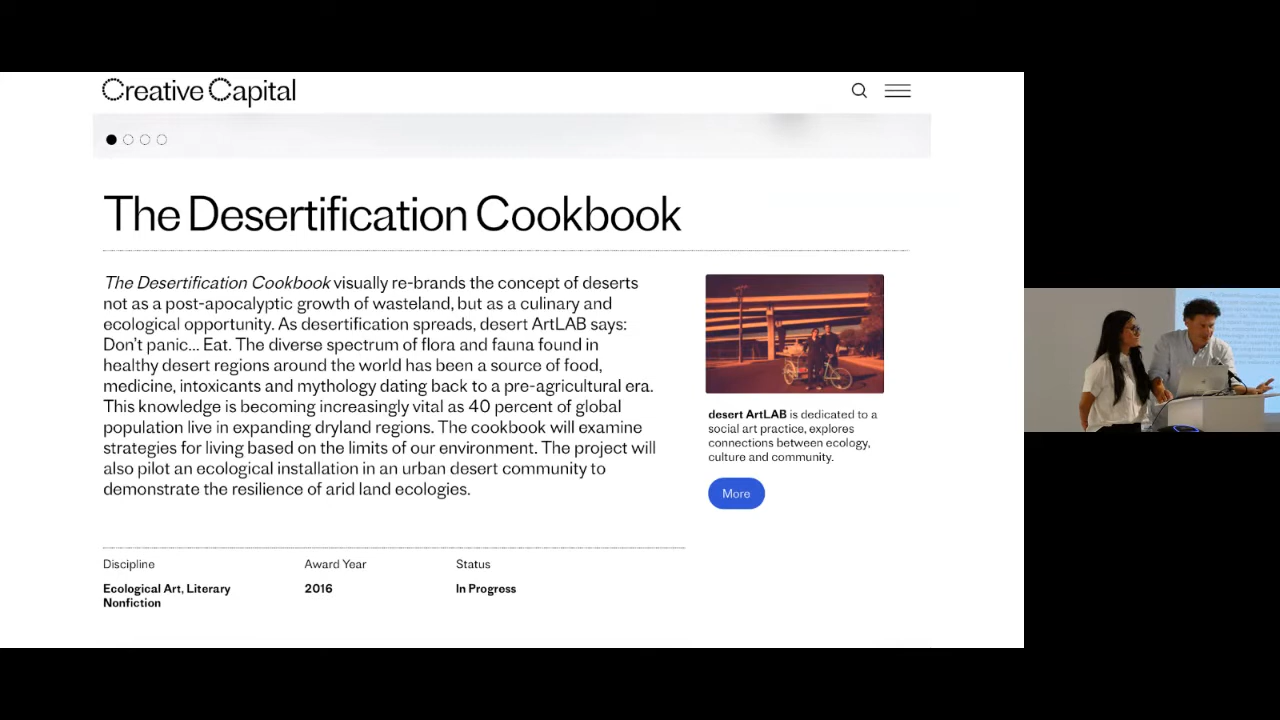 Creative Capital
The Desertification Cookbook
The Desertification Cookbook visually re-brands the concept of deserts
not as a post-apocalyptic growth of wasteland, but as a culinary and
ecological opportunity. As desertification spreads, desert ArtLAB says:
Don't panic... Eat. The diverse spectrum of flora and fauna found in
healthy desert regions around the world has been a source of food,
medicine, intoxicants and mythology dating back to a pre-agricultural era.
This knowledge is becoming increasingly vital as 40 percent of global
population live in expanding dryland regions. The cookbook will examine
strategies for living based on the limits of our environment. The project will
also pilot an ecological installation in an urban desert community to
demonstrate the resilience of arid land ecologies.
desert ArtLAB is dedicated to a
social art practice, explores
connections between ecology,
culture and community.
More
Discipline
Ecological Art, Literary
Nonfiction
Award Year
2016
Status
In Progress